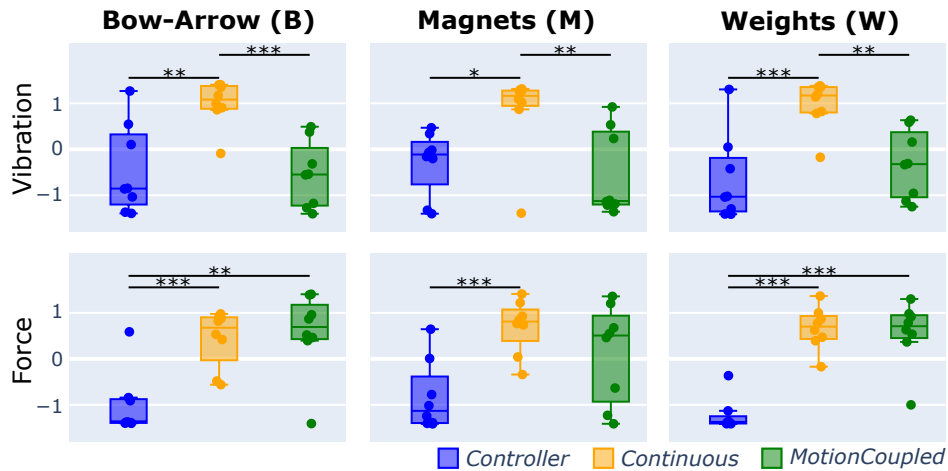 Bow-Arrow (B) Magnets (M) Weights (W)
Vibration
*** ** **
** * ***
1
0
−1
Force
** ***
*** *** ***
1
0
−1
Controller Continuous MotionCoupled